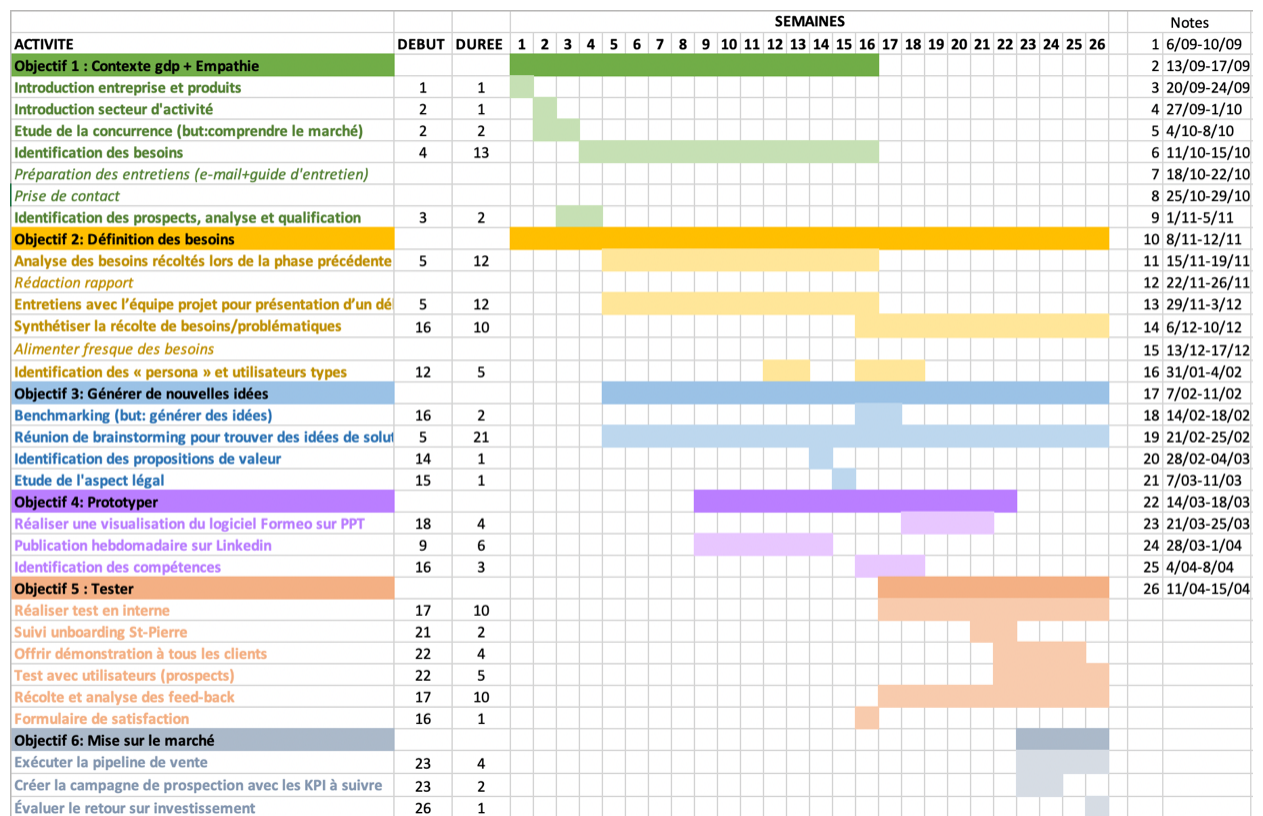 SEMAINES Notes
ACTIVITE DEBUT DUREE 1 2 3 4 5 6 7 8 9 10 11 12 13 14 15 16 17 18 19 20 21 22 23 24 25 26 1 6/09-10/09
Objectif 1 : Contexte gdp + Empathie 2 13/09-17/09
Introduction entreprise et produits 1 1 3 20/09-24/09
Introduction secteur d'activité 2 1 4 27/09-1/10
Etude de la concurrence (but:comprendre le marché) 2 2 5 4/10-8/10
Identification des besoins 4 13 6 11/10-15/10
Préparation des entretiens (e-mail+guide d'entretien) 7 18/10-22/10
Prise de contact 8 25/10-29/10
Identification des prospects, analyse et qualification 3 2 9 1/11-5/11
Objectif 2: Définition des besoins 10 8/11-12/11
Analyse des besoins récoltés lors de la phase précédente 5 12 11 15/11-19/11
Rédaction rapport 12 22/11-26/11
Entretiens avec l’équipe projet pour présentation d’un dé 5 12 13 29/11-3/12
Synthétiser la récolte de besoins/problématiques 16 10 14 6/12-10/12
Alimenter fresque des besoins 15 13/12-17/12
Identification des « persona » et utilisateurs types 12 5 16 31/01-4/02
Objectif 3: Générer de nouvelles idées 17 7/02-11/02
Benchmarking (but: générer des idées) 16 2 18 14/02-18/02
Réunion de brainstorming pour trouver des idées de solut 5 21 19 21/02-25/02
Identification des propositions de valeur 14 1 20 28/02-04/03
Etude de l'aspect légal 15 1 21 7/03-11/03
Objectif 4: Prototyper 22 14/03-18/03
Réaliser une visualisation du logiciel Formeo sur PPT 18 4 23 21/03-25/03
Publication hebdomadaire sur Linkedin 9 6 24 28/03-1/04
Identification des compétences 16 3 25 4/04-8/04
Objectif 5 : Tester 26 11/04-15/04
Réaliser test en interne 17 10
Suivi unboarding St-Pierre 21 2
Offrir démonstration à tous les clients 22 4
Test avec utilisateurs (prospects) 22 5
Récolte et analyse des feed-back 17 10
Formulaire de satisfaction 16 1
Objectif 6: Mise sur le marché
Exécuter la pipeline de vente 23 4
Créer la campagne de prospection avec les KPI à suivre 23 2
Évaluer le retour sur investissement 26 1